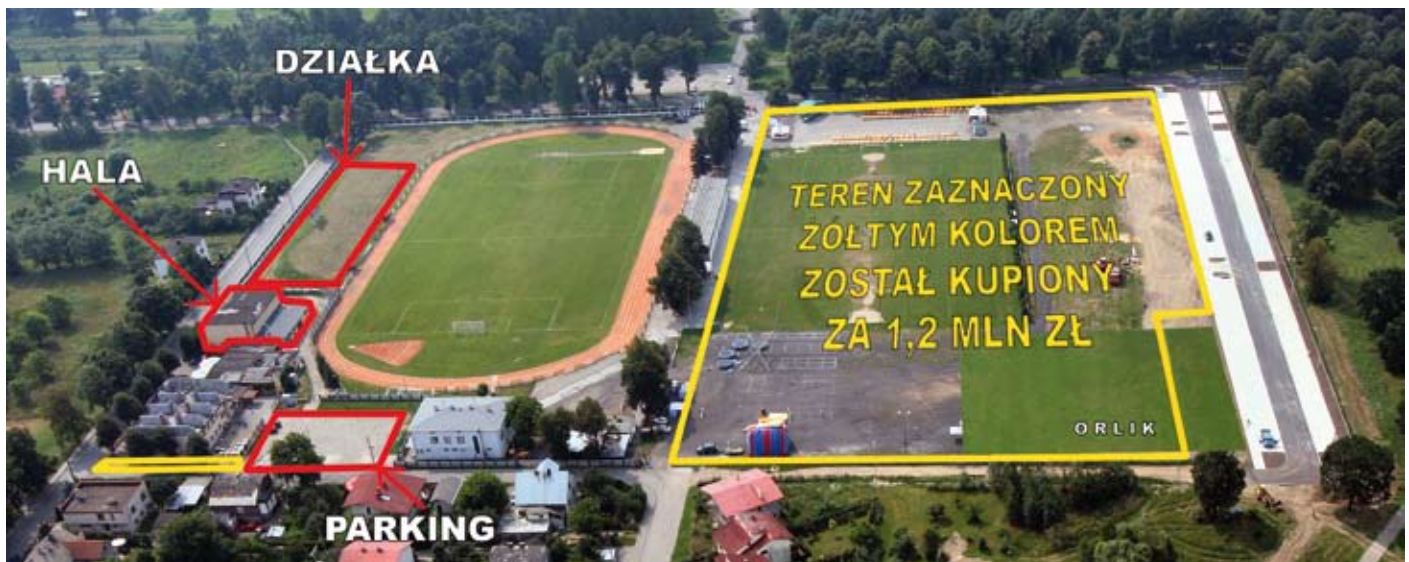 DZIAŁKA
HALA
TEREN ZAZNACZONY
ŻÓŁTYM KOLOREM
ZOSTAŁ KUPIONY
ZA 1,2 MLN ZŁ
ORLIK
PARKING